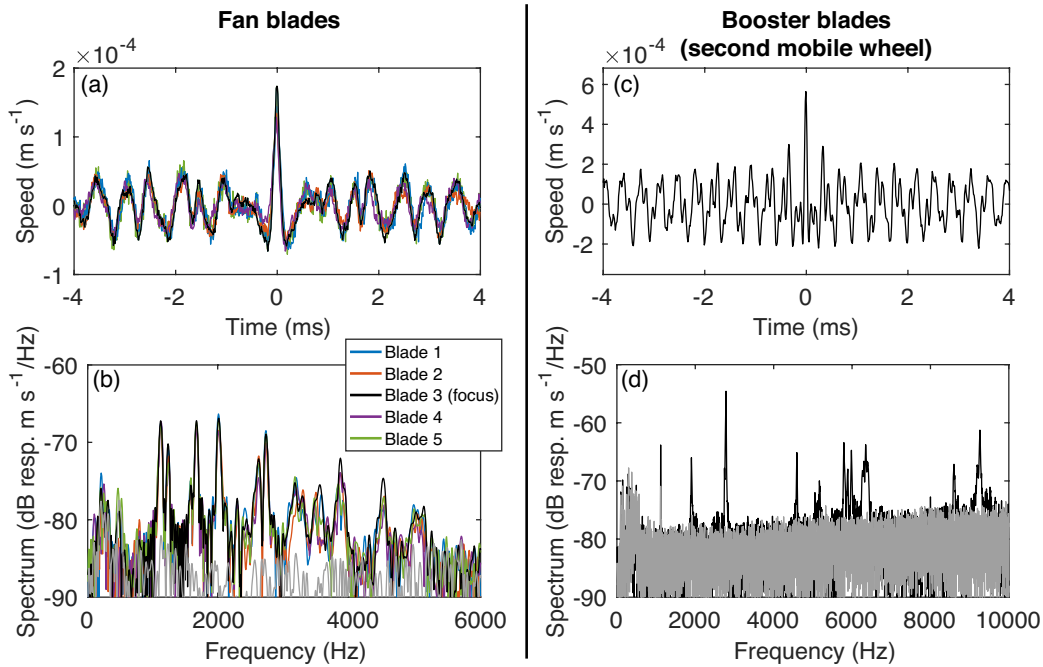 Fan blades
Booster blades
(second mobile wheel)
×10⁻⁴
(a)
2
1
0
-1
Speed (m s⁻¹)
-4
-2
0
2
4
Time (ms)
×10⁻⁴
(c)
6
4
2
0
-2
Speed (m s⁻¹)
-4
-2
0
2
4
Time (ms)
(b)
-60
-70
-80
-90
Spectrum (dB resp. m s⁻¹/Hz)
Blade 1
Blade 2
Blade 3 (focus)
Blade 4
Blade 5
0
2000
4000
6000
Frequency (Hz)
(d)
-50
-60
-70
-80
-90
Spectrum (dB resp. m s⁻¹/Hz)
0
2000
4000
6000
8000
10000
Frequency (Hz)